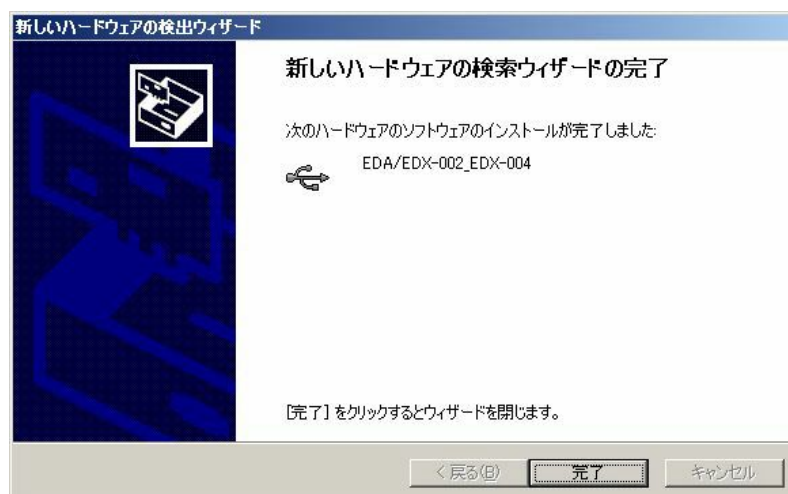 新しいハードウェアの検出ウィザード
新しいハードウェアの検索ウィザードの完了
次のハードウェアのソフトウェアのインストールが完了しました:
EDA/EDX-002_EDX-004
[完了] をクリックするとウィザードを閉じます。
< 戻る(B)
完了
キャンセル